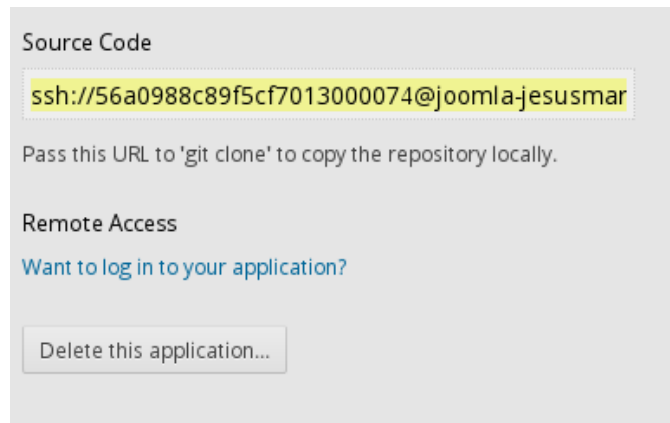 Source Code
ssh://56a0988c89f5cf7013000074@joomla-jesusmar
Pass this URL to 'git clone' to copy the repository locally.
Remote Access
Want to log in to your application?
Delete this application...